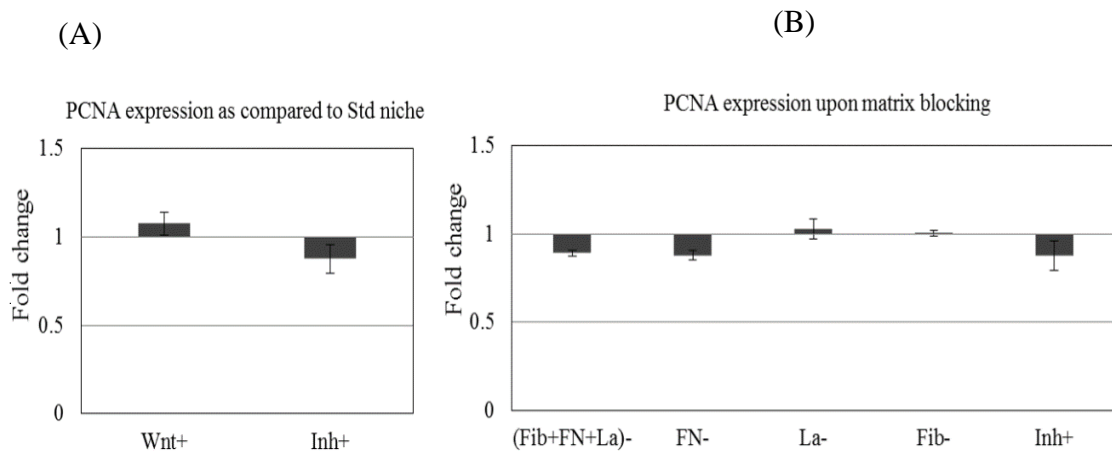 (A)
PCNA expression as compared to Std niche
Fold change
1.5
1
0.5
0
Wnt+ Inh+
(B)
PCNA expression upon matrix blocking
Fold change
1.5
1
0.5
0
(Fib+FN+La)- FN- La- Fib- Inh+